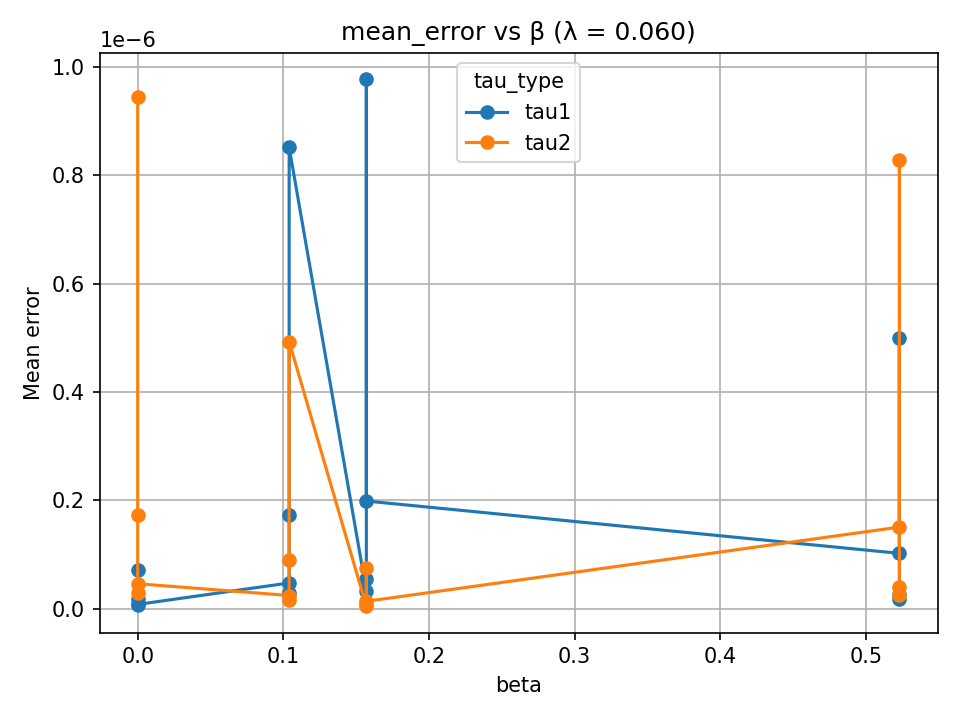 mean_error vs β (λ = 0.060)
1e−6
1.0
0.8
0.6
0.4
0.2
0.0
Mean error
tau_type
tau1
tau2
0.0 0.1 0.2 0.3 0.4 0.5
beta